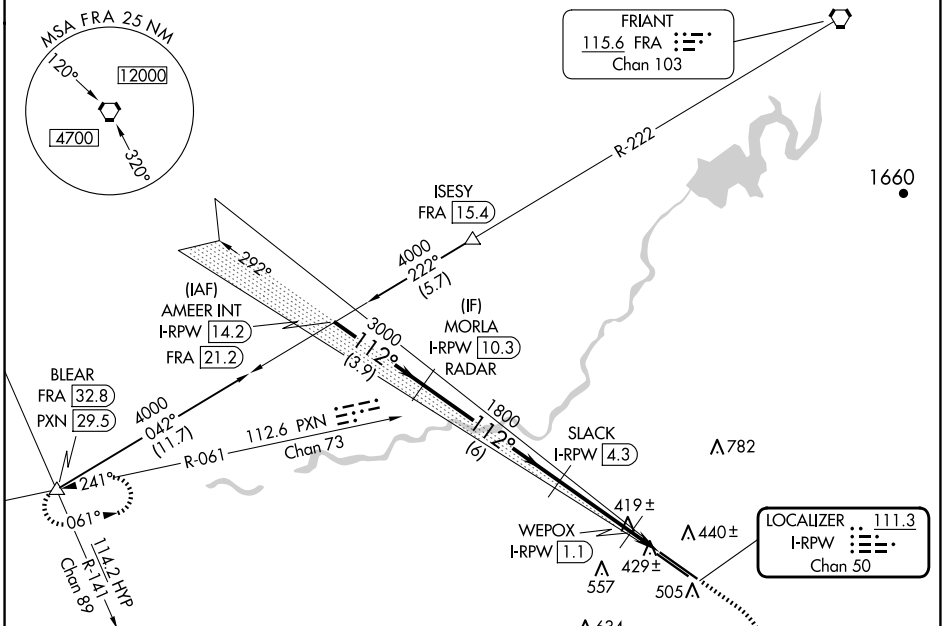 MSA FRA 25 NM
120°
12000
4700
320°
FRIANT
115.6 FRA
Chan 103
R-222
1660
ISESY
FRA 15.4
4000
222°
(5.7)
292°
(IAF)
AMEER INT
I-RPW 14.2
FRA 21.2
(IF)
MORLA
I-RPW 10.3
RADAR
3000
112°
(3.9)
BLEAR
FRA 32.8
PXN 29.5
4000
042°
(11.7)
112.6 PXN
Chan 73
R-061
1800
112°
(6)
SLACK
I-RPW 4.3
782
241°
061°
419±
WEPOX
I-RPW 1.1
429±
440±
557
505
LOCALIZER 111.3
I-RPW
Chan 50
114.2 HYP
R-141
Chan 89
634